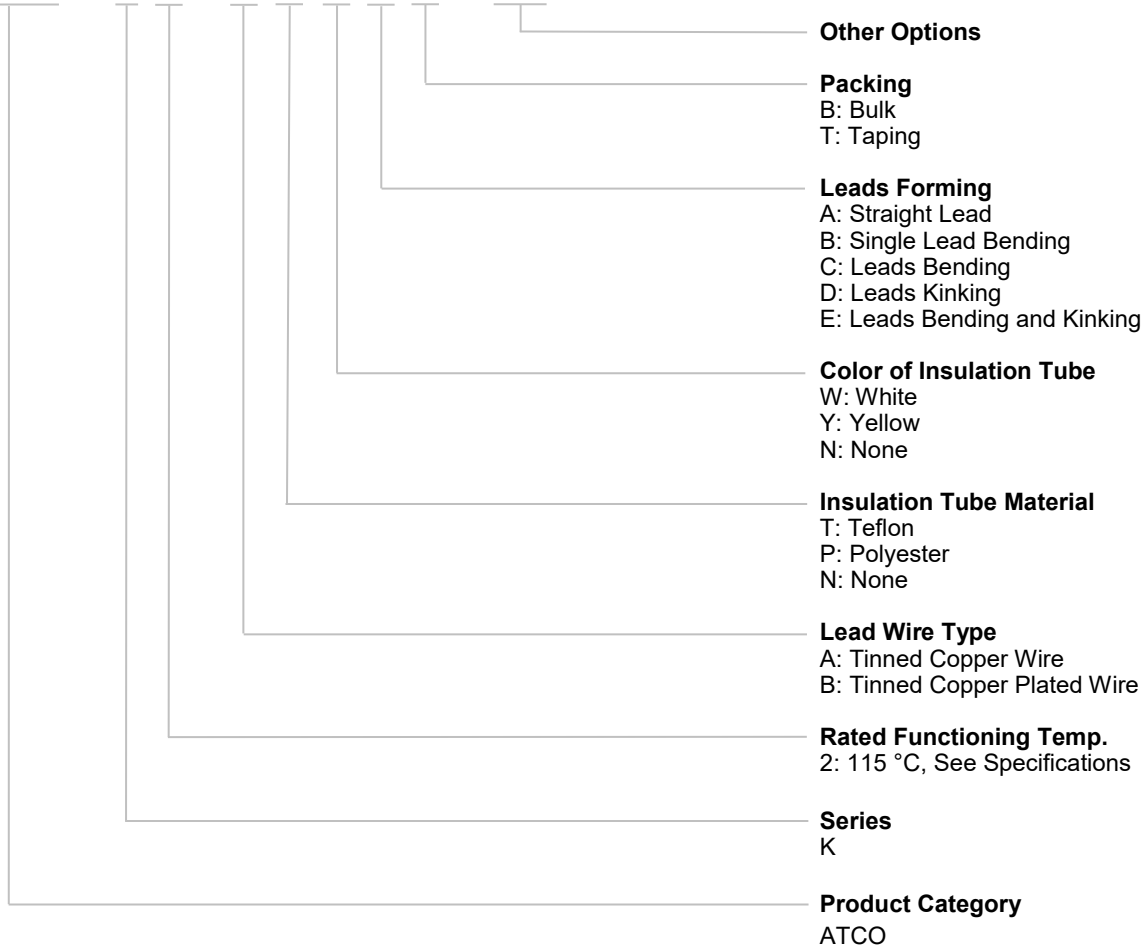 Other Options
Packing
B: Bulk
T: Taping
Leads Forming
A: Straight Lead
B: Single Lead Bending
C: Leads Bending
D: Leads Kinking
E: Leads Bending and Kinking
Color of Insulation Tube
W: White
Y: Yellow
N: None
Insulation Tube Material
T: Teflon
P: Polyester
N: None
Lead Wire Type
A: Tinned Copper Wire
B: Tinned Copper Plated Wire
Rated Functioning Temp.
2: 115 °C, See Specifications
Series
K
Product Category
ATCO